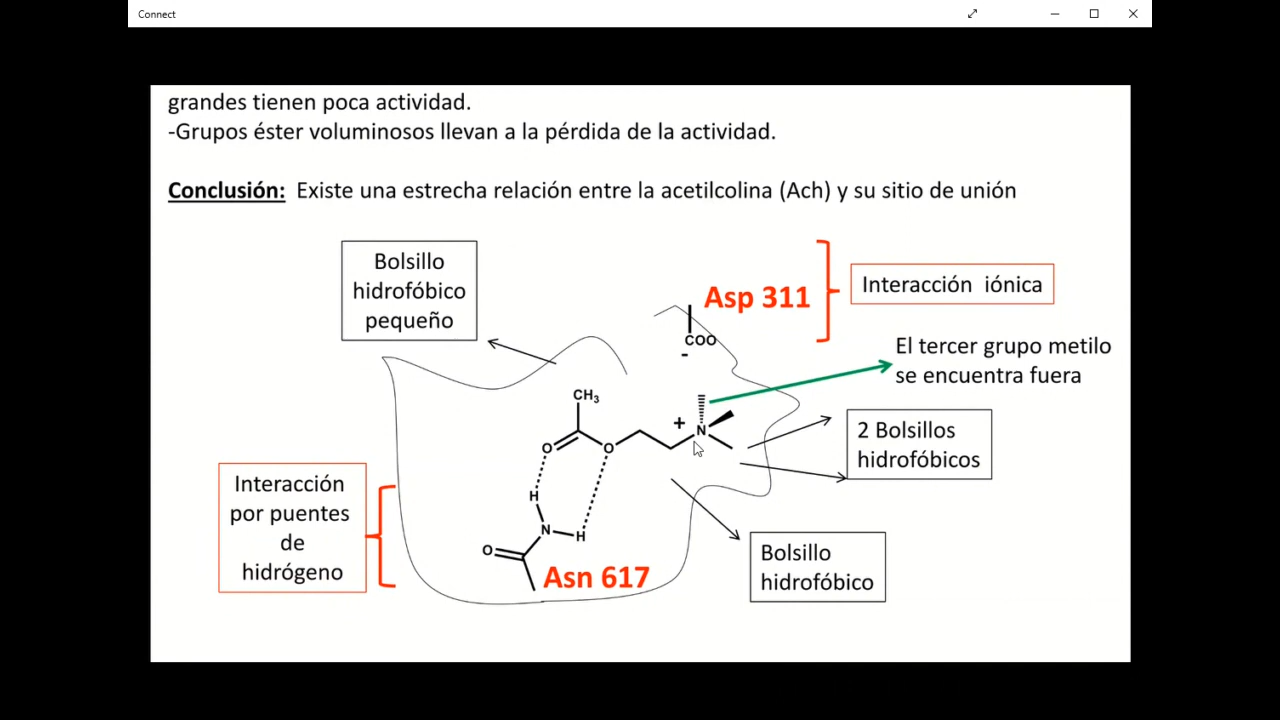 Connect
grandes tienen poca actividad.
-Grupos éster voluminosos llevan a la pérdida de la actividad.
Conclusión: Existe una estrecha relación entre la acetilcolina (Ach) y su sitio de unión
Bolsillo
hidrofóbico
pequeño
Asp 311
Interacción iónica
COO
-
El tercer grupo metilo
se encuentra fuera
CH3
+
N
O
O
2 Bolsillos
hidrofóbicos
Interacción
por puentes
de
hidrógeno
H
N
H
O
Asn 617
Bolsillo
hidrofóbico